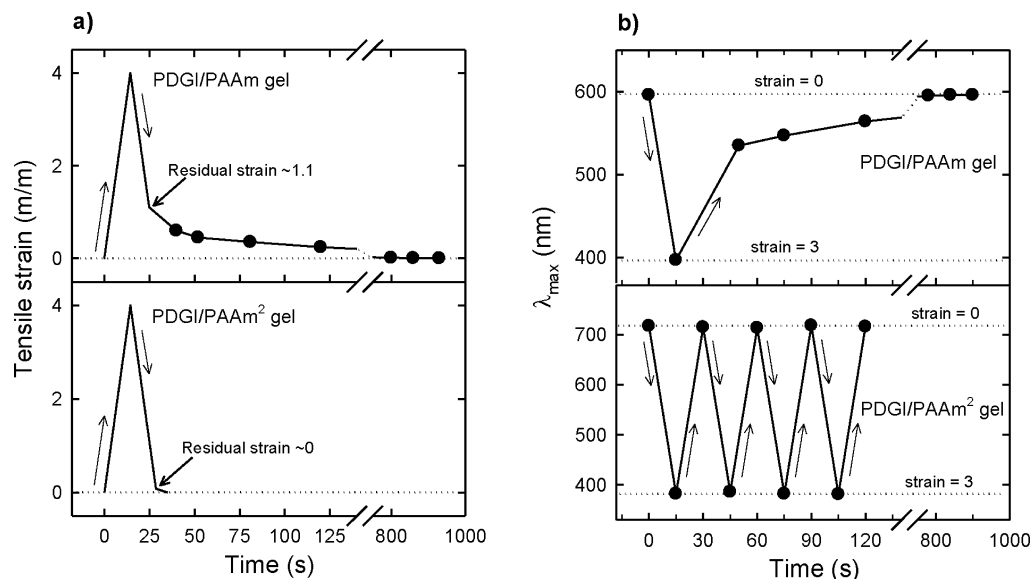 a)
Tensile strain (m/m)
4
2
0
PDGI/PAAm gel
Residual strain ~1.1
4
2
0
PDGI/PAAm² gel
Residual strain ~0
0 25 50 75 100 125 800 1000
Time (s)
b)
λmax (nm)
600
500
400
strain = 0
PDGI/PAAm gel
strain = 3
700
600
500
400
strain = 0
PDGI/PAAm² gel
strain = 3
0 30 60 90 120 800 1000
Time (s)